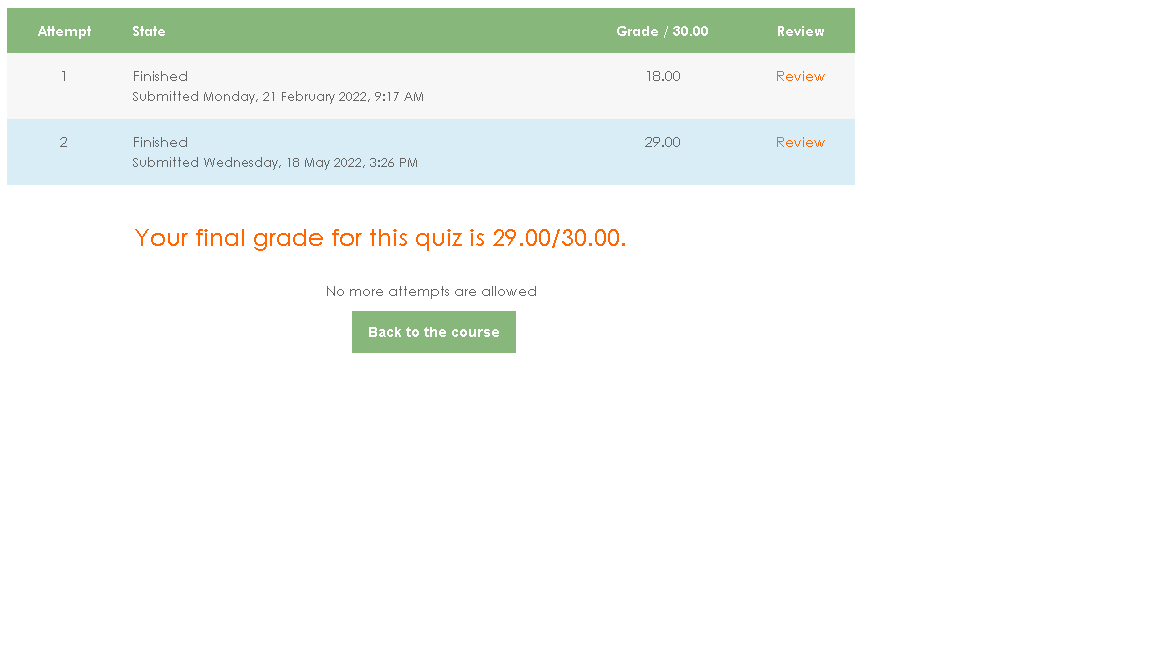 Attempt State Grade / 30.00 Review
1 Finished 18.00 Review
Submitted Monday, 21 February 2022, 9:17 AM
2 Finished 29.00 Review
Submitted Wednesday, 18 May 2022, 3:26 PM
Your final grade for this quiz is 29.00/30.00.
No more attempts are allowed
Back to the course